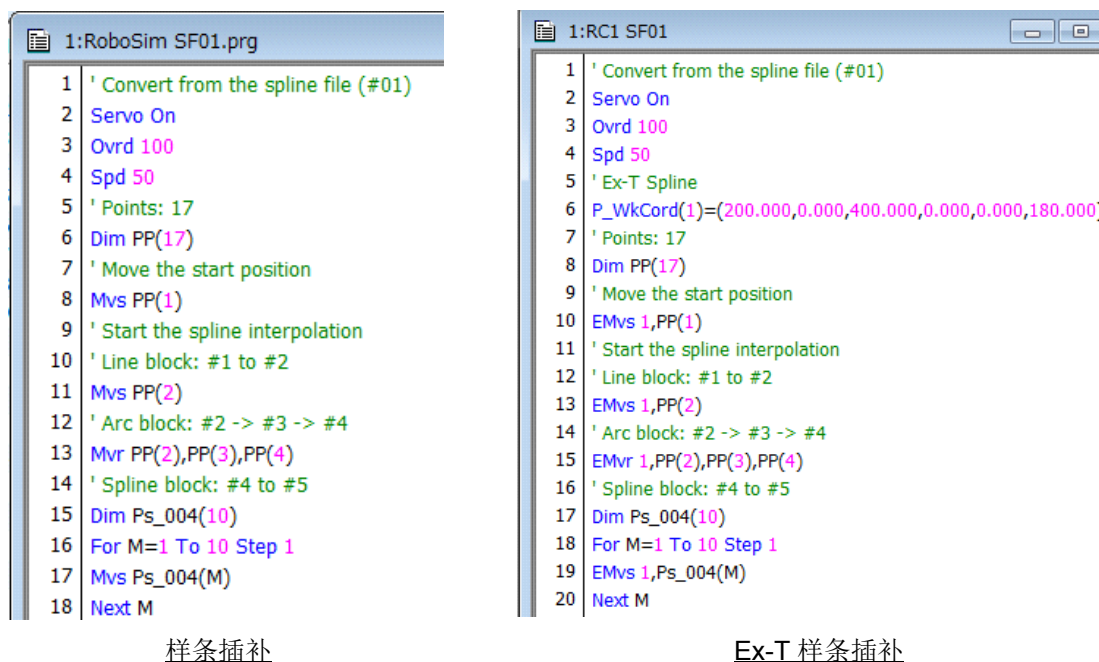 1:RoboSim SF01.prg
1 ' Convert from the spline file (#01)
2 Servo On
3 Ovrd 100
4 Spd 50
5 ' Points: 17
6 Dim PP(17)
7 ' Move the start position
8 Mvs PP(1)
9 ' Start the spline interpolation
10 ' Line block: #1 to #2
11 Mvs PP(2)
12 ' Arc block: #2 -> #3 -> #4
13 Mvr PP(2),PP(3),PP(4)
14 ' Spline block: #4 to #5
15 Dim Ps_004(10)
16 For M=1 To 10 Step 1
17 Mvs Ps_004(M)
18 Next M
样条插补
1:RC1 SF01
1 ' Convert from the spline file (#01)
2 Servo On
3 Ovrd 100
4 Spd 50
5 ' Ex-T Spline
6 P_WkCord(1)=(200.000,0.000,400.000,0.000,0.000,180.000)
7 ' Points: 17
8 Dim PP(17)
9 ' Move the start position
10 EMvs 1,PP(1)
11 ' Start the spline interpolation
12 ' Line block: #1 to #2
13 EMvs 1,PP(2)
14 ' Arc block: #2 -> #3 -> #4
15 EMvr 1,PP(2),PP(3),PP(4)
16 ' Spline block: #4 to #5
17 Dim Ps_004(10)
18 For M=1 To 10 Step 1
19 EMvs 1,Ps_004(M)
20 Next M
Ex-T 样条插补